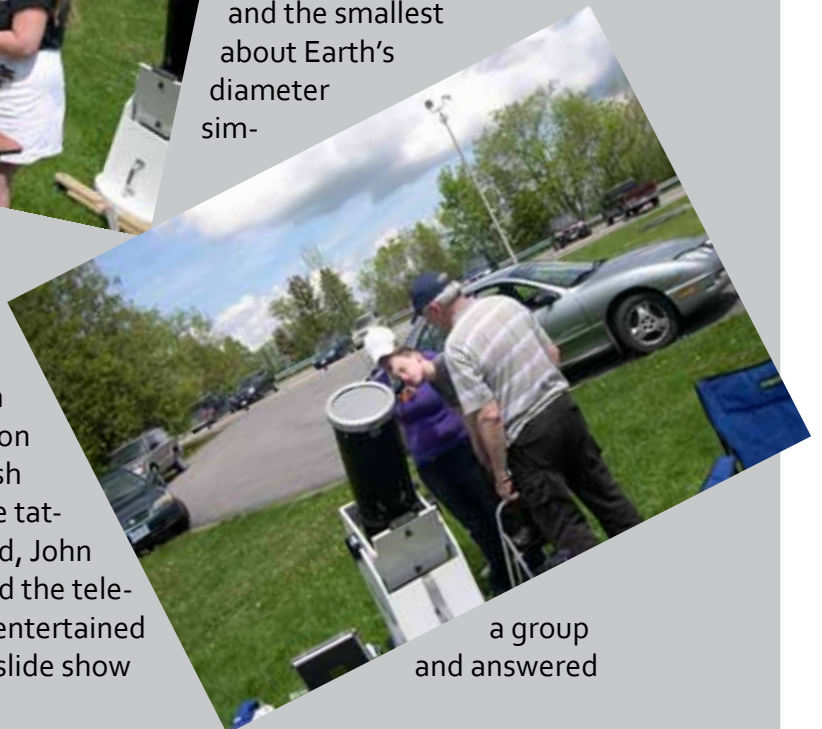 and the smallest
about Earth's
diameter
sim-
on
sh
e tat-
d, John
d the tele-
entertained
slide show
a group
and answered